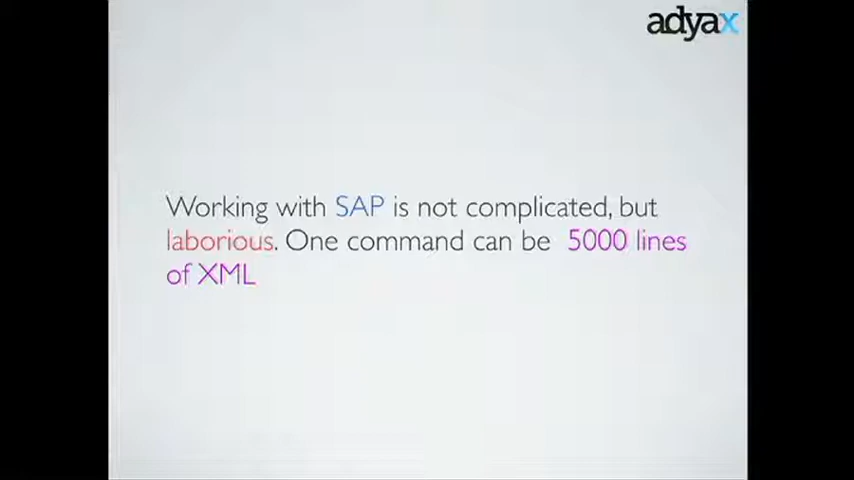 adyax
Working with SAP is not complicated, but
laborious. One command can be 5000 lines
of XML